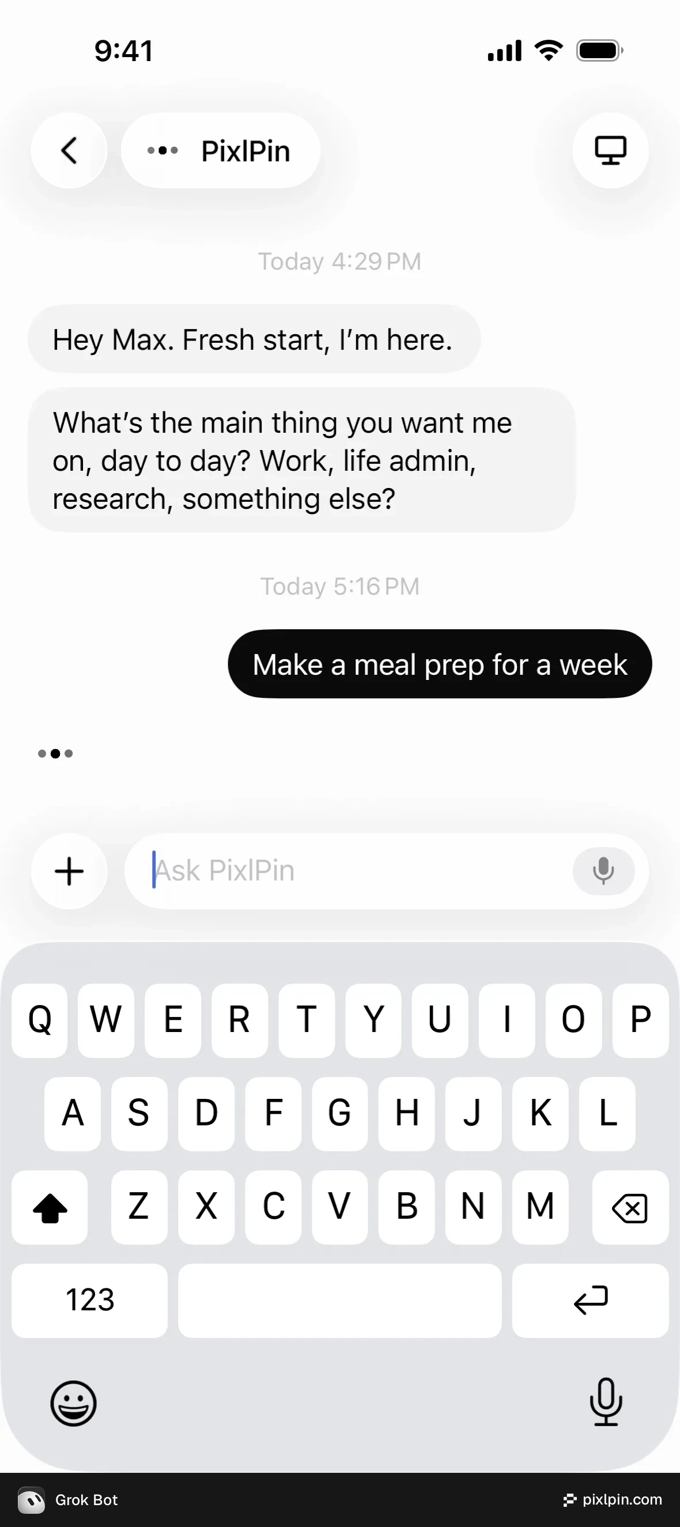 9:41
PixlPin
Today 4:29 PM
Hey Max. Fresh start, I’m here.
What’s the main thing you want me
on, day to day? Work, life admin,
research, something else?
Today 5:16 PM
Make a meal prep for a week
Ask PixlPin
Q W E R T Y U I O P
A S D F G H J K L
Z X C V B N M
123
Grok Bot
pixlpin.com